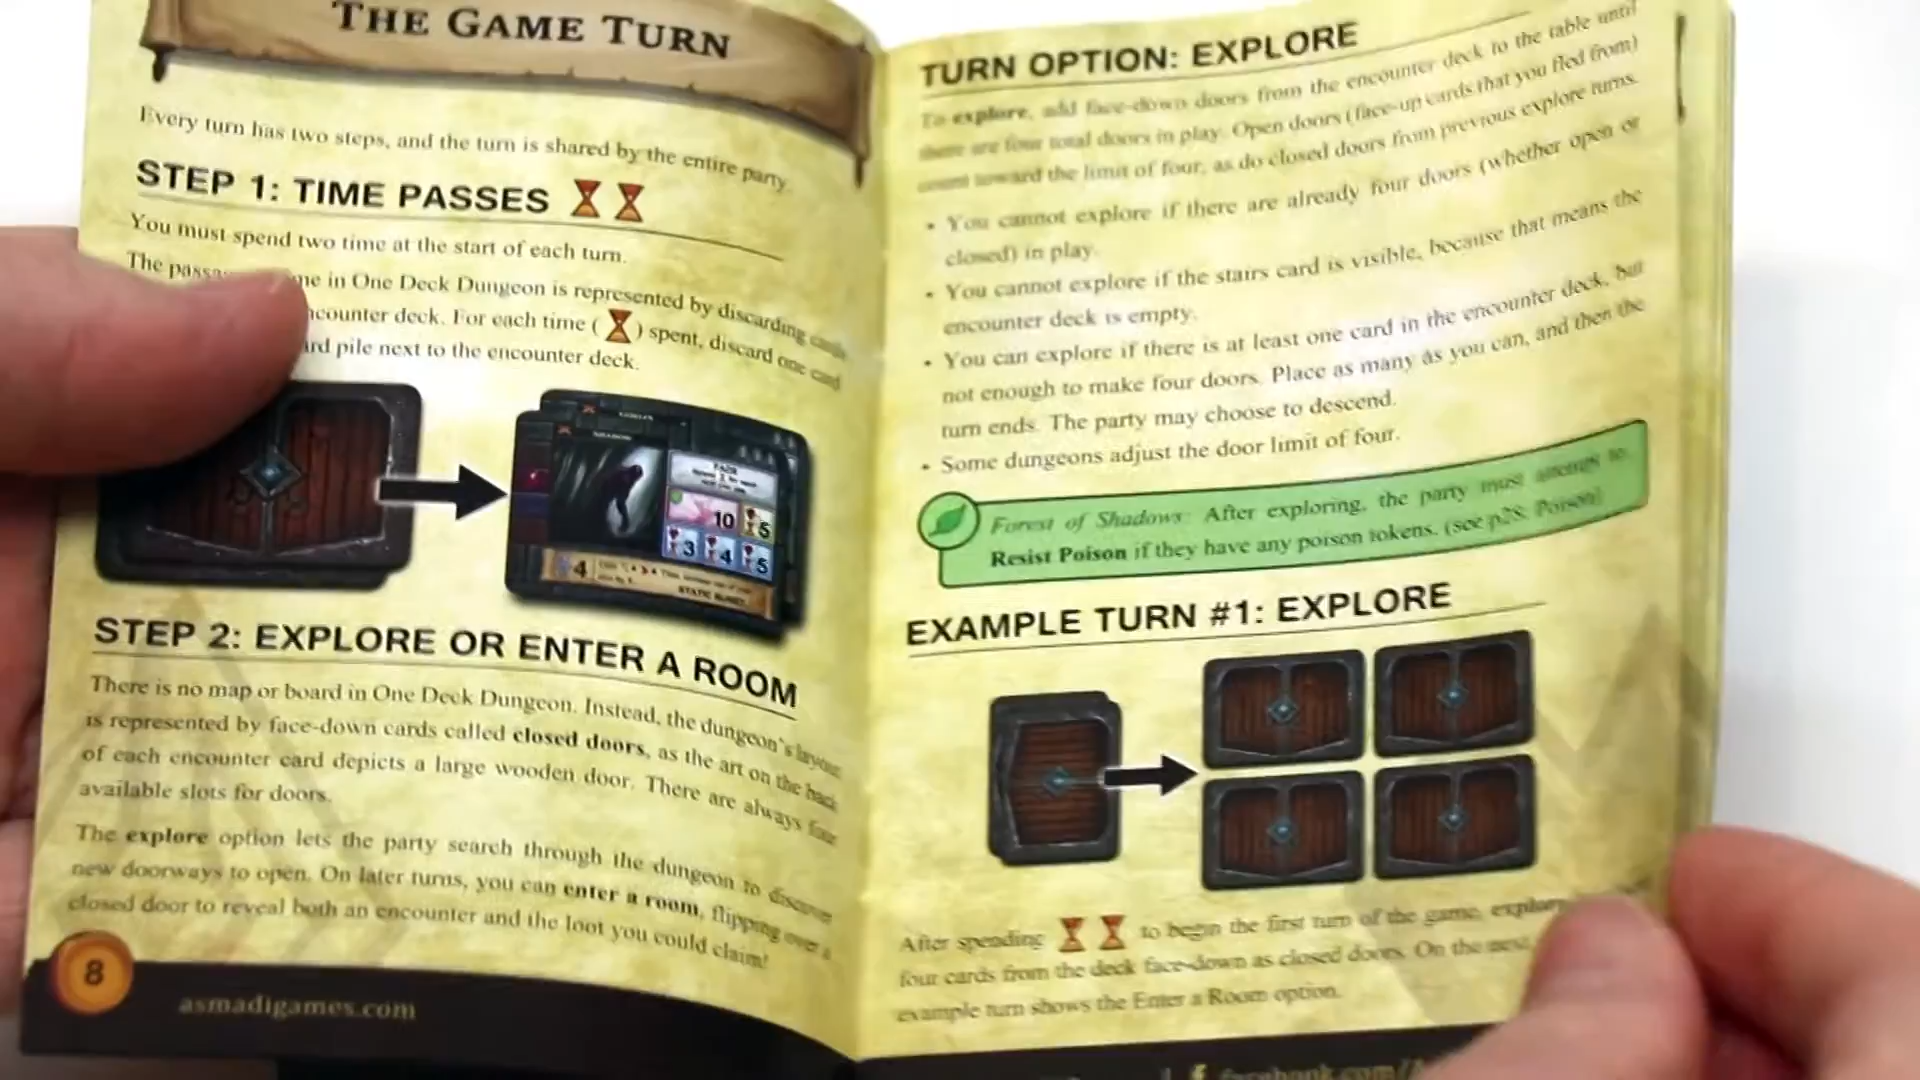 THE GAME TURN
Every turn has two steps, and the turn is shared by the entire party.
STEP 1: TIME PASSES
You must spend two time at the start of each turn.
The in One Deck Dungeon is represented by discarding cards
encounter deck. For each time ( ) spent, discard one card
pile next to the encounter deck.
SHADOW
FADE
10
5
3
4
5
4
STATIC BURST
STEP 2: EXPLORE OR ENTER A ROOM
There is no map or board in One Deck Dungeon. Instead, the dungeon's layout
is represented by face-down cards called closed doors, as the art on the back
of each encounter card depicts a large wooden door. There are always four
available slots for doors.
The explore option lets the party search through the dungeon to discover
new doorways to open. On later turns, you can enter a room, flipping over a
closed door to reveal both an encounter and the loot you could claim!
8
asmadigames.com
TURN OPTION: EXPLORE
To explore, add face-down doors from the encounter deck to the table until
there are four total doors in play. Open doors (face-up cards that you fled from)
count toward the limit of four, as do closed doors from previous explore turns.
• You cannot explore if there are already four doors (whether open or
closed) in play.
• You cannot explore if the stairs card is visible, because that means the
encounter deck is empty.
• You can explore if there is at least one card in the encounter deck, but
not enough to make four doors. Place as many as you can, and then the
turn ends. The party may choose to descend.
• Some dungeons adjust the door limit of four.
Forest of Shadows: After exploring, the party must attempt to
Resist Poison if they have any poison tokens. (see p28: Poison)
EXAMPLE TURN #1: EXPLORE
After spending to begin the first turn of the game, explore
four cards from the deck face-down as closed doors. On the next
example turn shows the Enter a Room option.
facebook.com/